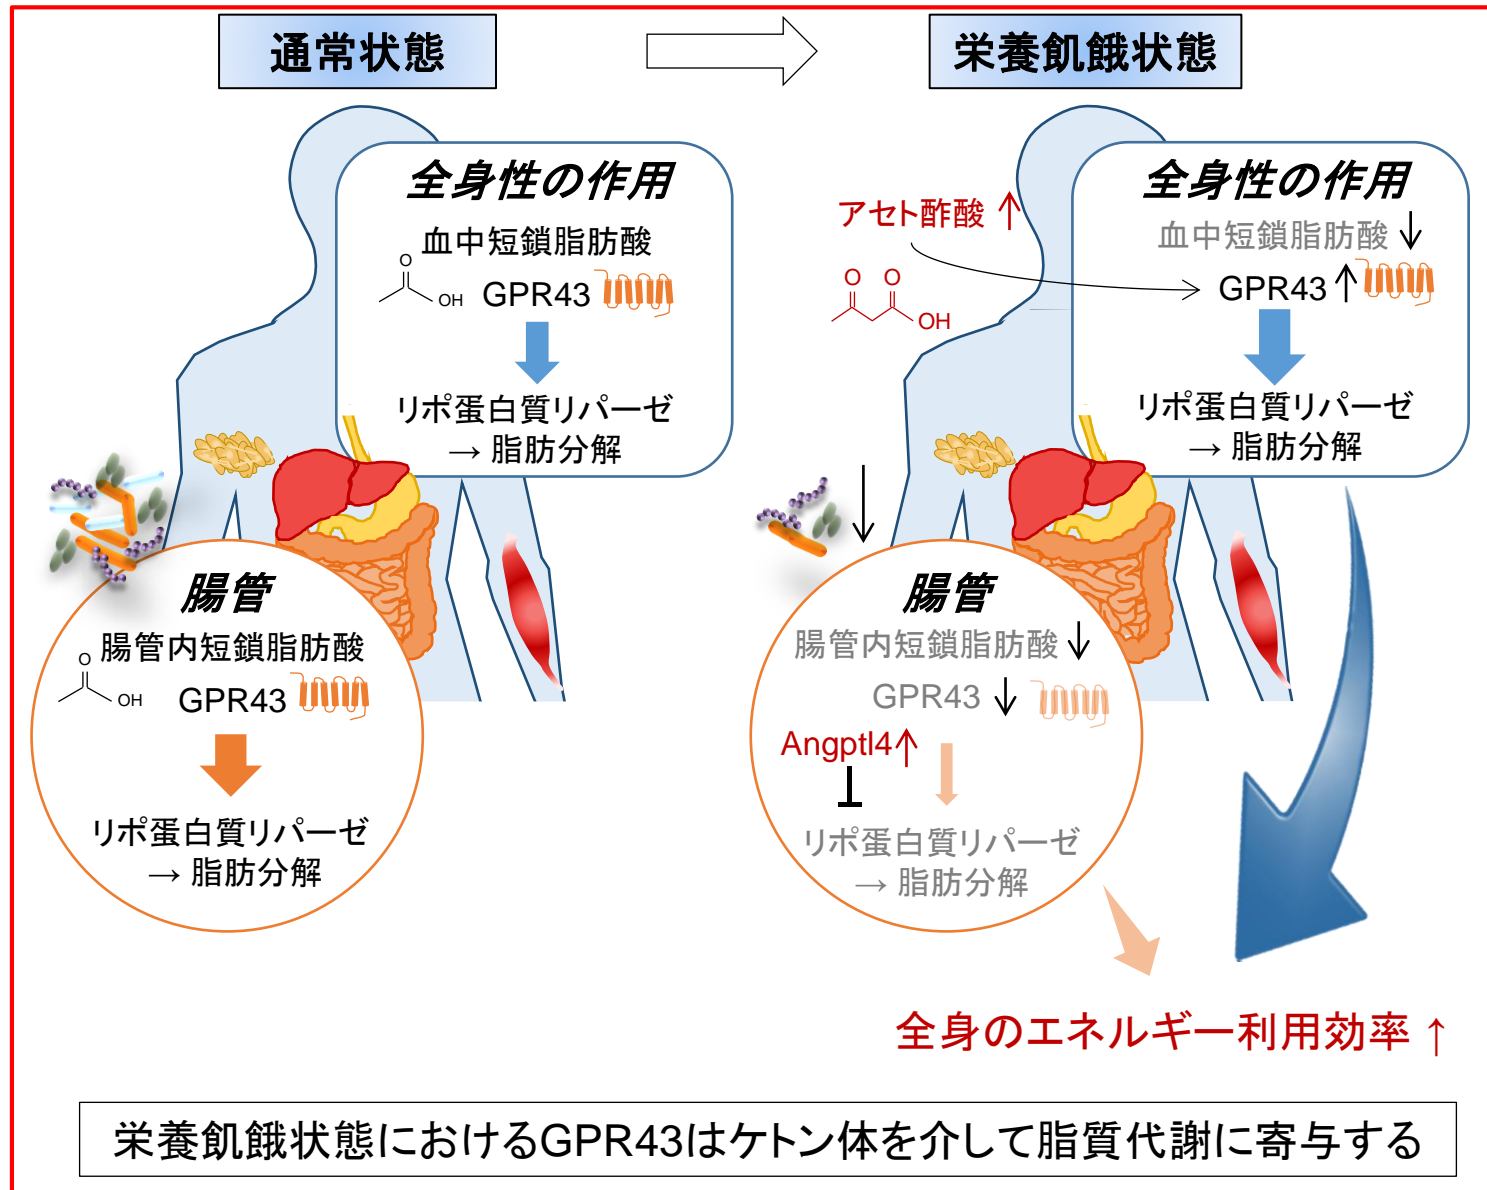 通常状態
栄養飢餓状態
全身性の作用
血中短鎖脂肪酸
O
OH
GPR43
リポ蛋白質リパーゼ
→ 脂肪分解
腸管
腸管内短鎖脂肪酸
O
OH
GPR43
リポ蛋白質リパーゼ
→ 脂肪分解
アセト酢酸 ↑
O O
OH
全身性の作用
血中短鎖脂肪酸 ↓
GPR43 ↑
リポ蛋白質リパーゼ
→ 脂肪分解
↓
腸管
腸管内短鎖脂肪酸 ↓
GPR43 ↓
Angptl4↑
リポ蛋白質リパーゼ
→ 脂肪分解
全身のエネルギー利用効率 ↑
栄養飢餓状態におけるGPR43はケトン体を介して脂質代謝に寄与する